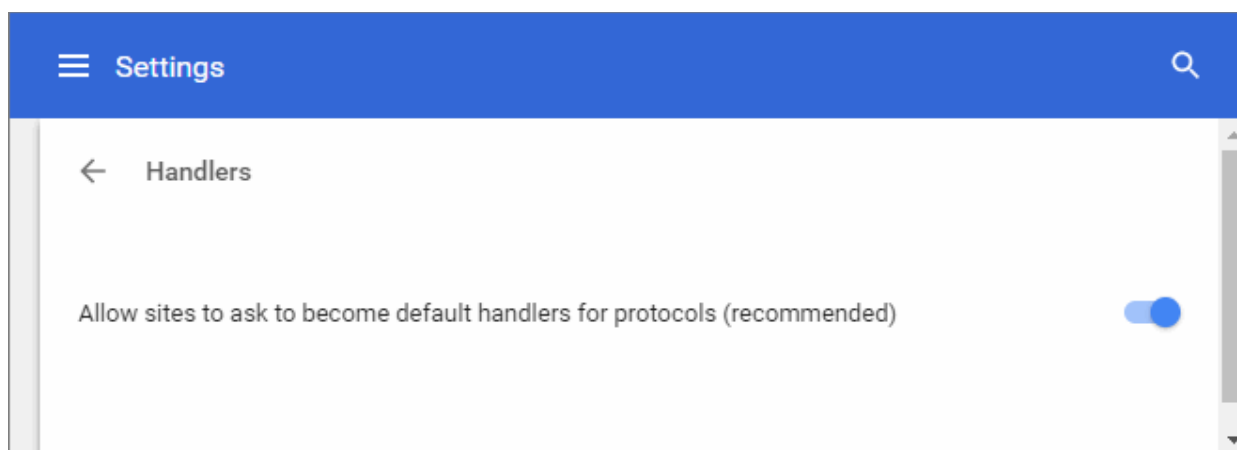 Settings
Handlers
Allow sites to ask to become default handlers for protocols (recommended)